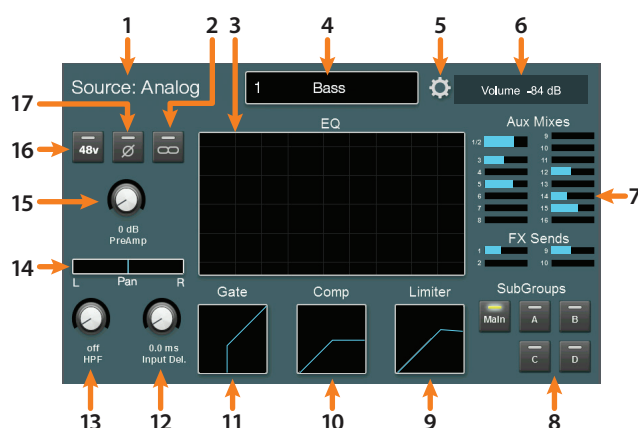 1 2 3 4 5 6
Source: Analog
1 Bass
Volume -84 dB
17
EQ
Aux Mixes
16
48v
Ø
1/2
3
4
5
6
7
8
9
10
11
12
13
14
15
16
7
15
0 dB
PreAmp
FX Sends
1
2
9
10
14
L Pan R
Gate Comp Limiter
SubGroups
Main A B
C D
off
HPF
0.0 ms
Input Del.
13 12 11 10 9 8